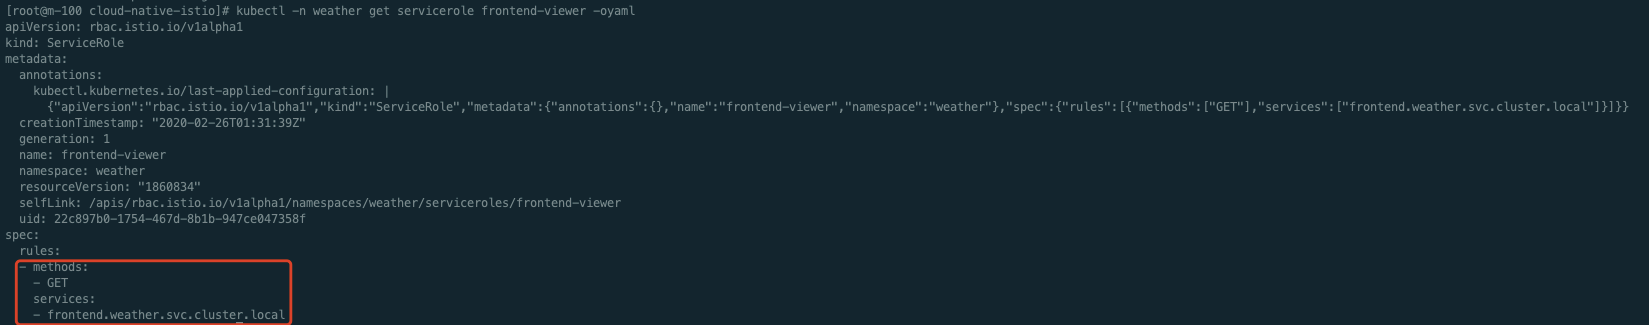 [root@m-100 cloud-native-istio]# kubectl -n weather get servicerole frontend-viewer -oyaml
apiVersion: rbac.istio.io/v1alpha1
kind: ServiceRole
metadata:
  annotations:
    kubectl.kubernetes.io/last-applied-configuration: |
      {"apiVersion":"rbac.istio.io/v1alpha1","kind":"ServiceRole","metadata":{"annotations":{},"name":"frontend-viewer","namespace":"weather"},"spec":{"rules":[{"methods":["GET"],"services":["frontend.weather.svc.cluster.local"]}]}}
  creationTimestamp: "2020-02-26T01:31:39Z"
  generation: 1
  name: frontend-viewer
  namespace: weather
  resourceVersion: "1860834"
  selfLink: /apis/rbac.istio.io/v1alpha1/namespaces/weather/serviceroles/frontend-viewer
  uid: 22c897b0-1754-467d-8b1b-947ce047358f
spec:
  rules:
  - methods:
    - GET
    services:
    - frontend.weather.svc.cluster.local